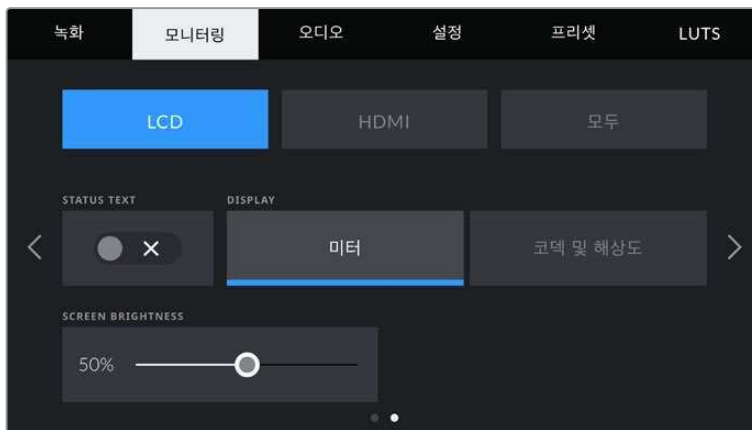 녹화 모니터링 오디오 설정 프리셋 LUTS
LCD HDMI 모두
STATUS TEXT DISPLAY
미터 코덱 및 해상도
SCREEN BRIGHTNESS
50%